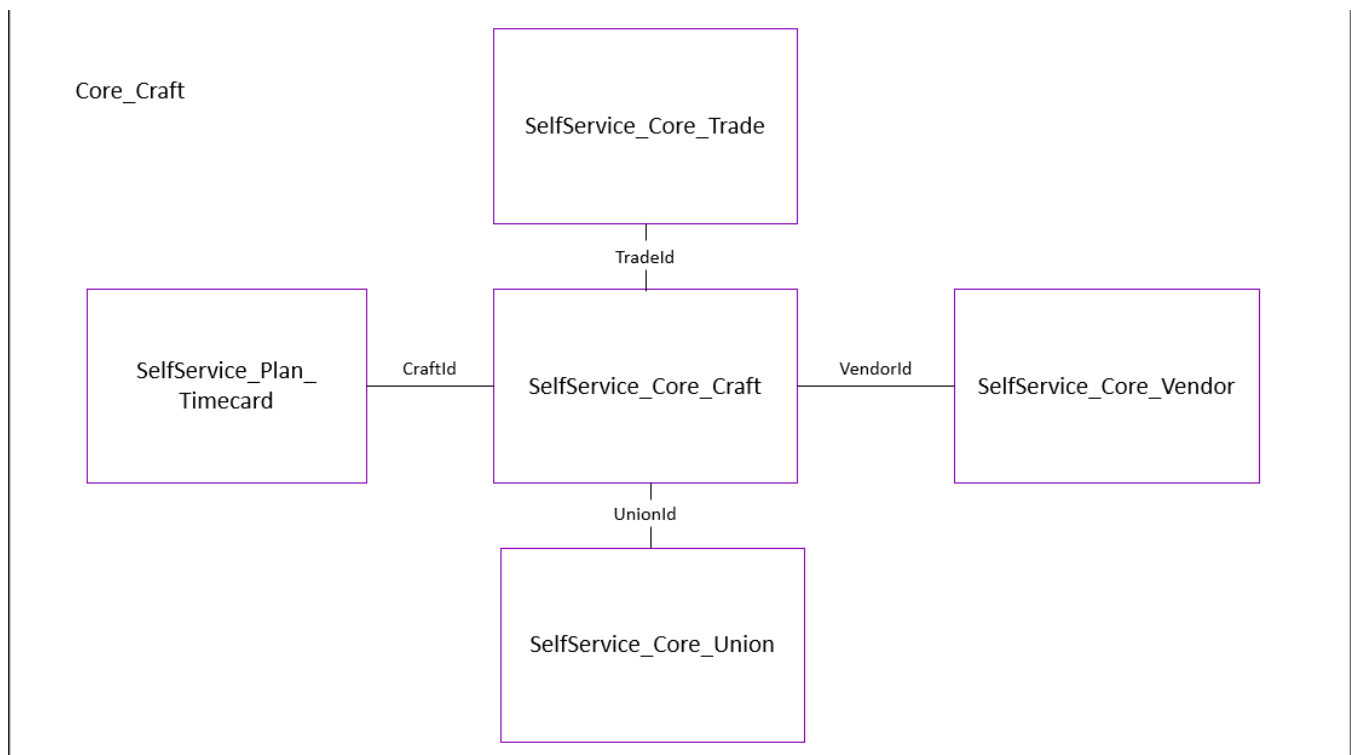 Core_Craft
SelfService_Core_Trade
TradeId
SelfService_Plan_
Timecard
CraftId
SelfService_Core_Craft
VendorId
SelfService_Core_Vendor
UnionId
SelfService_Core_Union